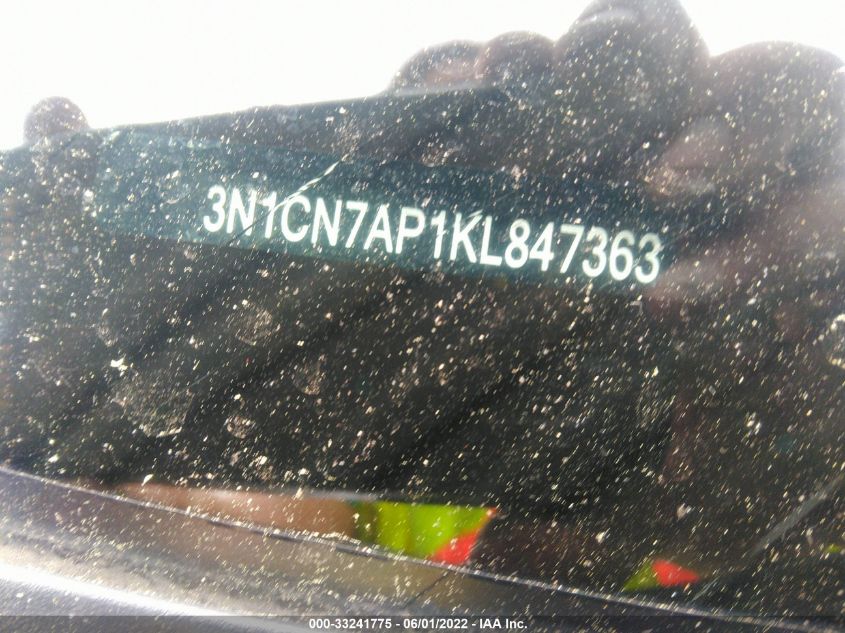 3N1CN7AP1KL847363
000-33241775 - 06/01/2022 - IAA Inc.